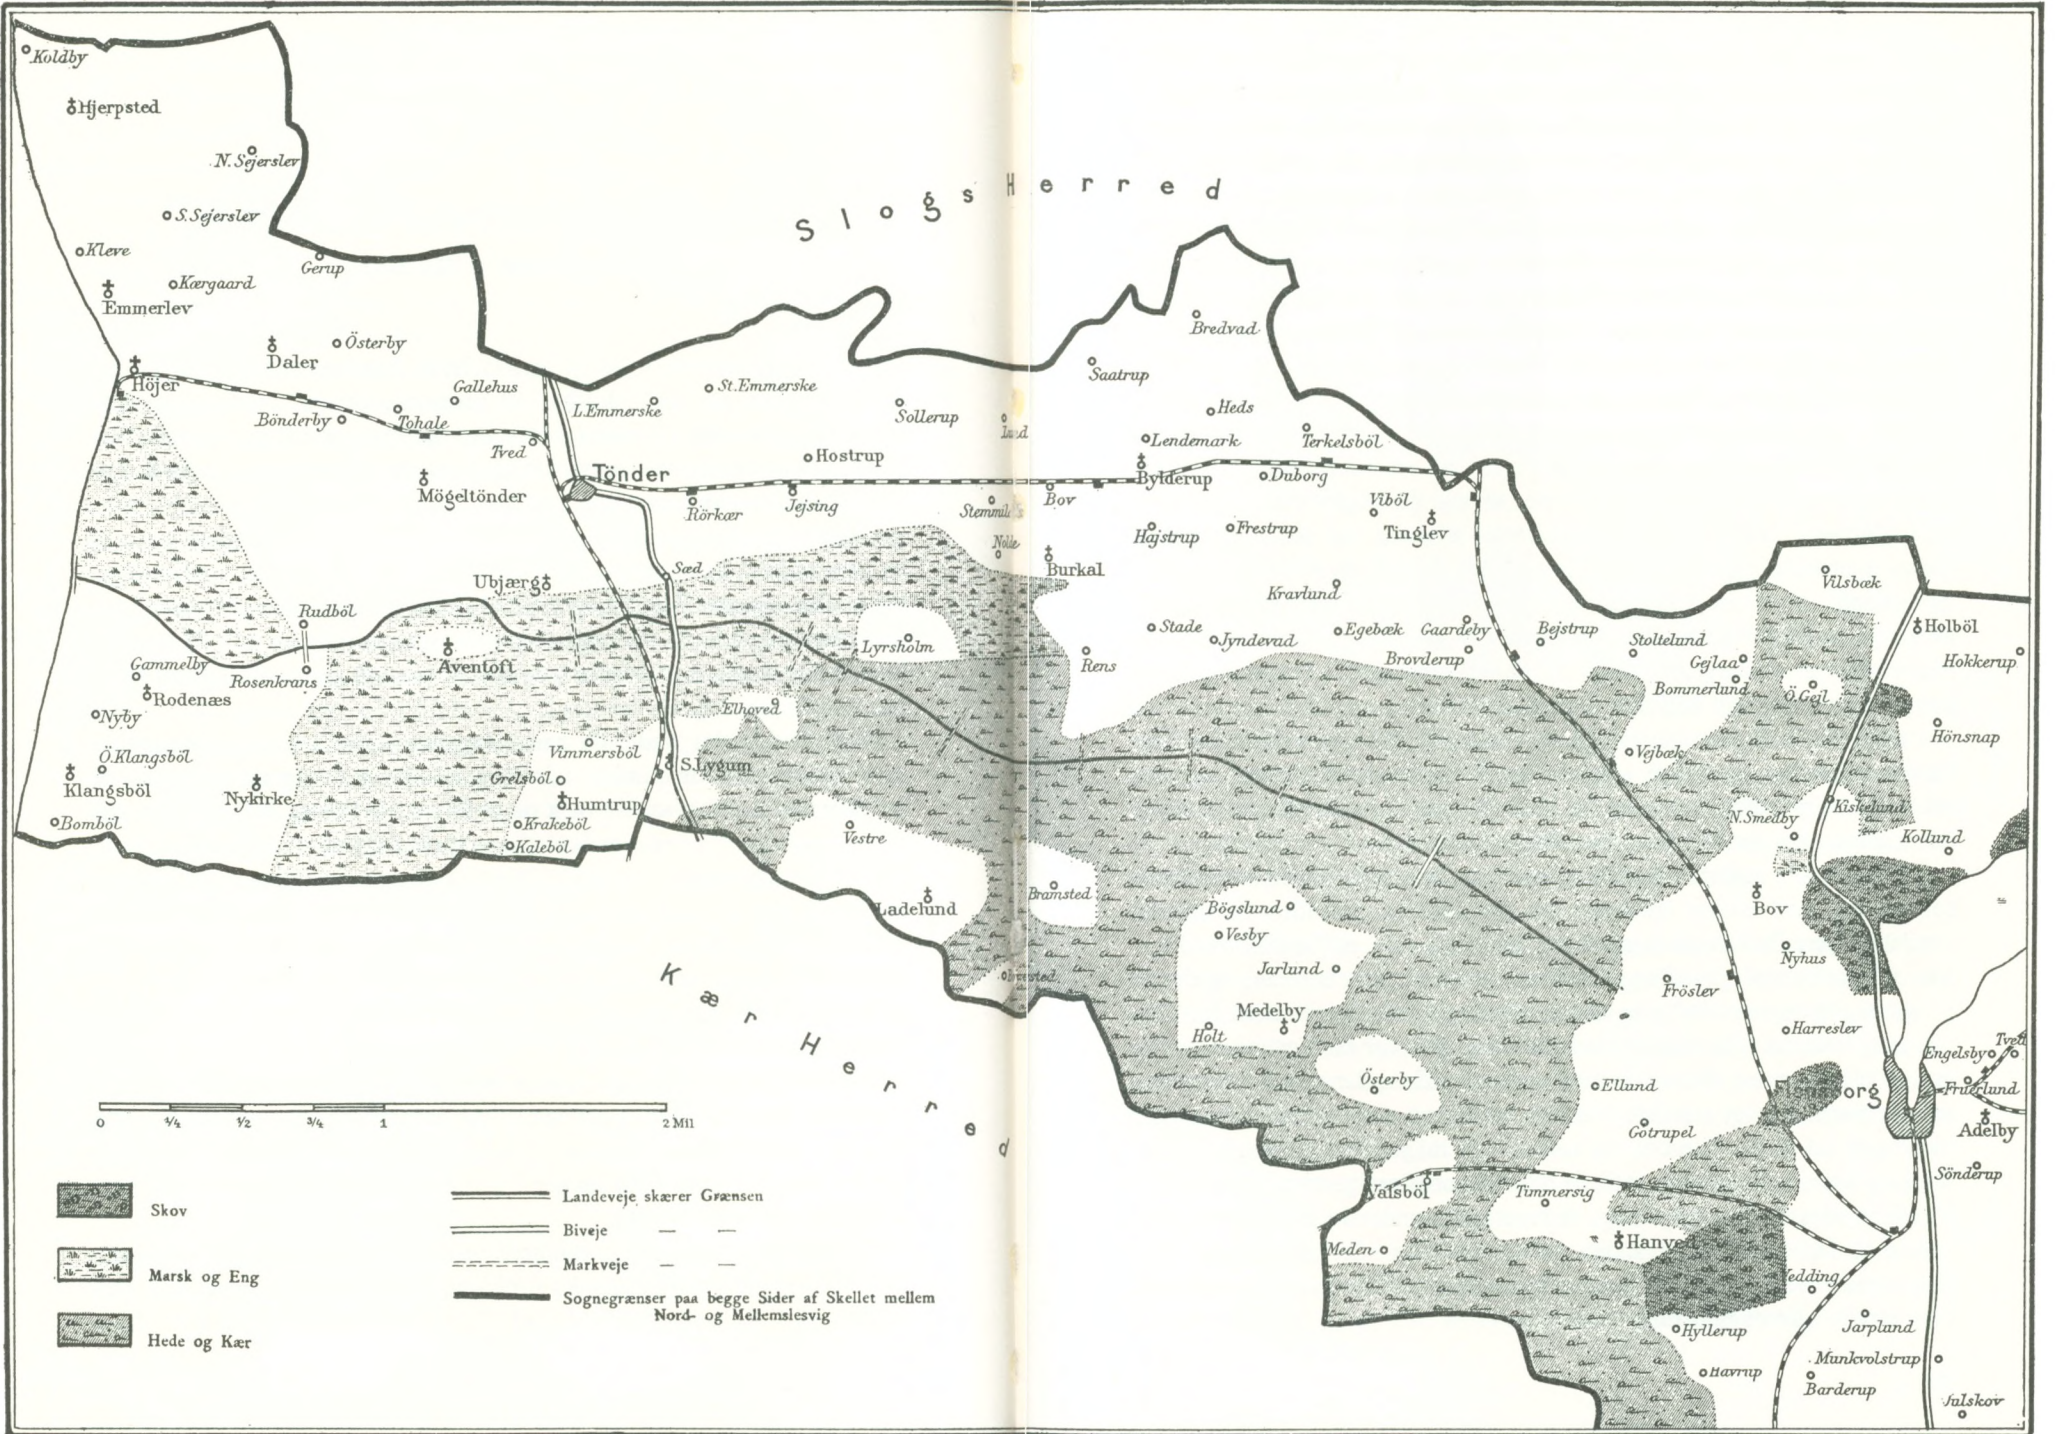 Koldby
Hjerpsted
N. Sejerslev
S. Sejerslev
Slogs Herred
Kleve
Gerup
Kærgaard
Emmerlev
Bredvad
Daler
Österby
Höjer
Gallehus
L. Emmerske
St. Emmerske
Saatrup
Bönderby
Tohale
Sollerup
Heds
Tved
Lendemark
Terkelsböl
Hostrup
Tönder
Mögeltönder
Rörkær
Jejsing
Bov
Bylderup
Duborg
Viböl
Hajstrup
Frestrup
Tinglev
Nolde
Burkal
Sæd
Ubjærg
Vilsbæk
Kravlund
Rudböl
Stade
Jyndevad
Egebæk
Gaardeby
Bejstrup
Stoltelund
Holböl
Lyrsholm
Aventoft
Gammelby
Rosenkrans
Rodenæs
Rens
Brovderup
Gejlaa
Bommerlund
Ö. Gejl
Hokkerup
Nyby
Elhoved
Hönsnap
Ö. Klangsböl
Vimmersböl
Vejbæk
Klangsböl
Nykirke
Grelsböl
S. Lygum
Humtrup
Kiskelund
Bomböl
Krakeböl
Kaleböl
Vestre
N. Smedby
Kollund
Ladelund
Bramsted
Bögslund
Bov
Vesby
Nyhus
Jarlund
Fröslev
Kær Herred
Medelby
Holt
Harreslev
Engelsby
Tved
Österby
Ellund
Fruerlund
Gotrupel
Adelby
Sönderup
Valsböl
Timmersig
Meden
Hanved
Hyllerup
Jarplund
Havrup
Munkvolstrup
Barderup
Julskov
0 1/4 1/2 3/4 1 2 Mil
Skov
Marsk og Eng
Hede og Kær
Landeveje skærer Grænsen
Biveje — —
Markveje — —
Sognegrænser paa begge Sider af Skellet mellem
Nord- og Mellemslesvig